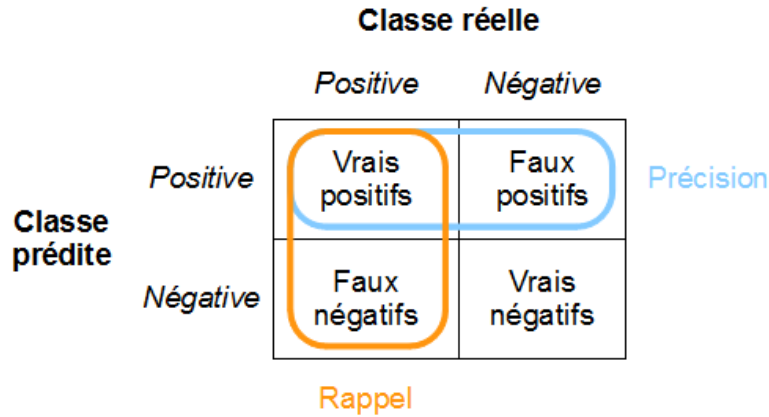 Classe réelle
Positive Négative
Positive
Vrais
positifs
Faux
positifs
Précision
Classe
prédite
Négative
Faux
négatifs
Vrais
négatifs
Rappel